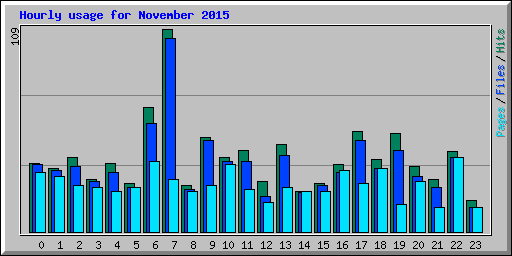 Hourly usage for November 2015
109
Pages / Files / Hits
0 1 2 3 4 5 6 7 8 9 10 11 12 13 14 15 16 17 18 19 20 21 22 23